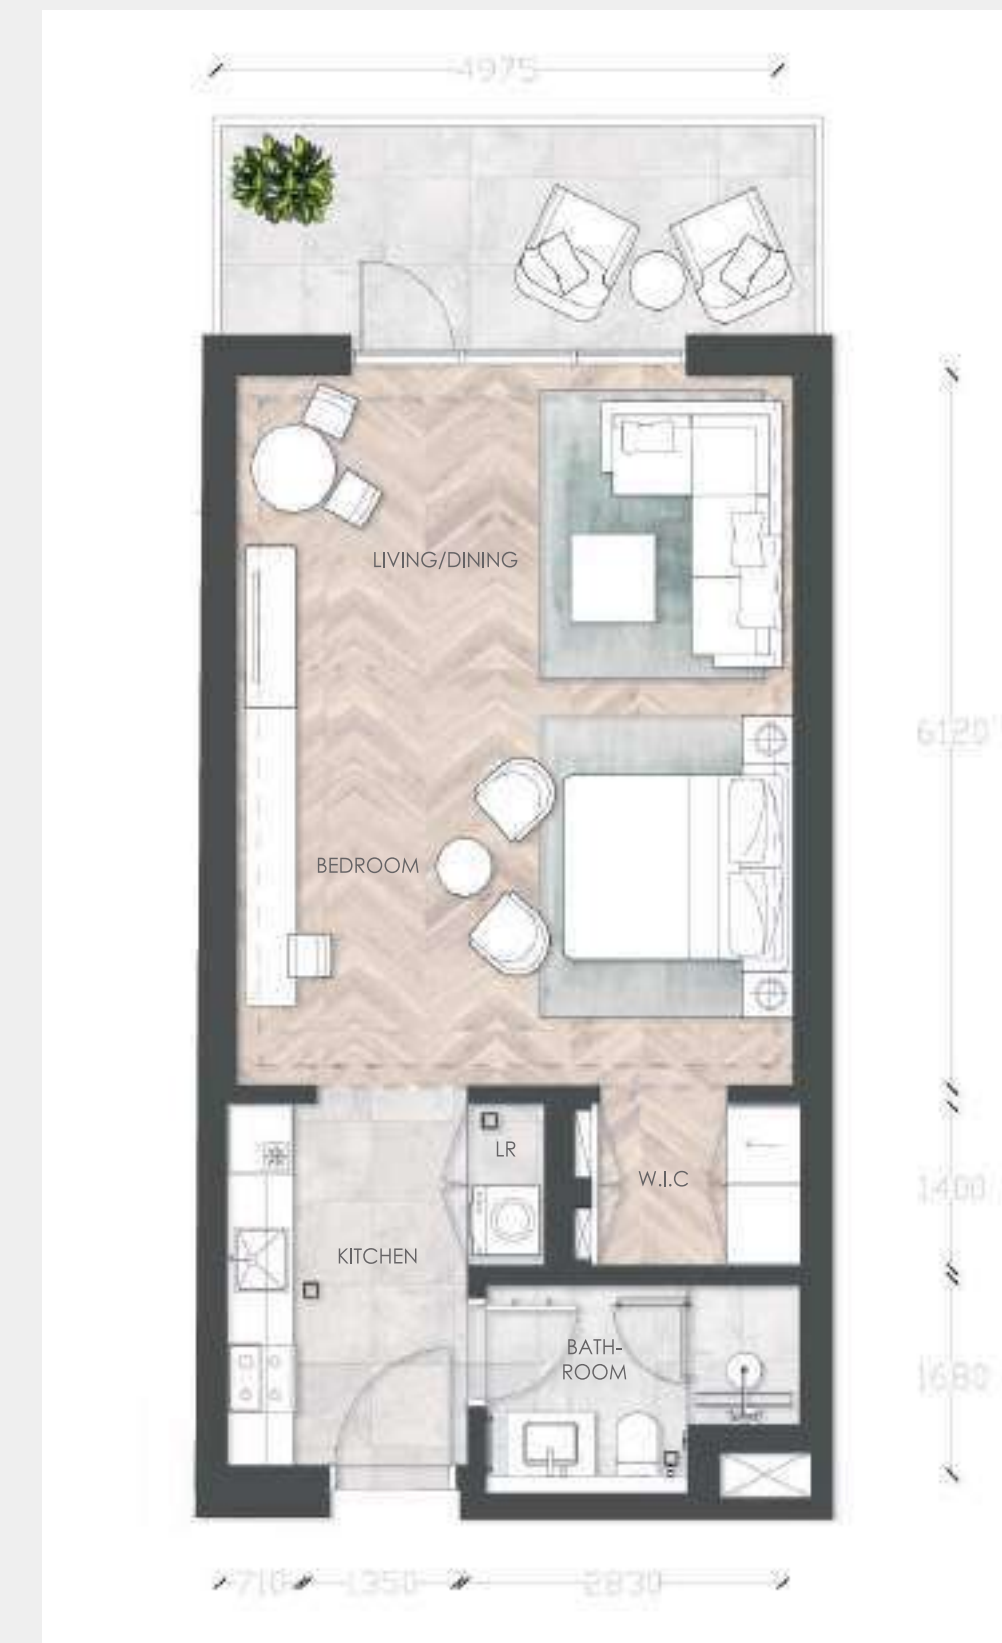 4975
LIVING/DINING
6120
BEDROOM
LR
W.I.C
1400
KITCHEN
BATH-
ROOM
1680
710
1350
2830